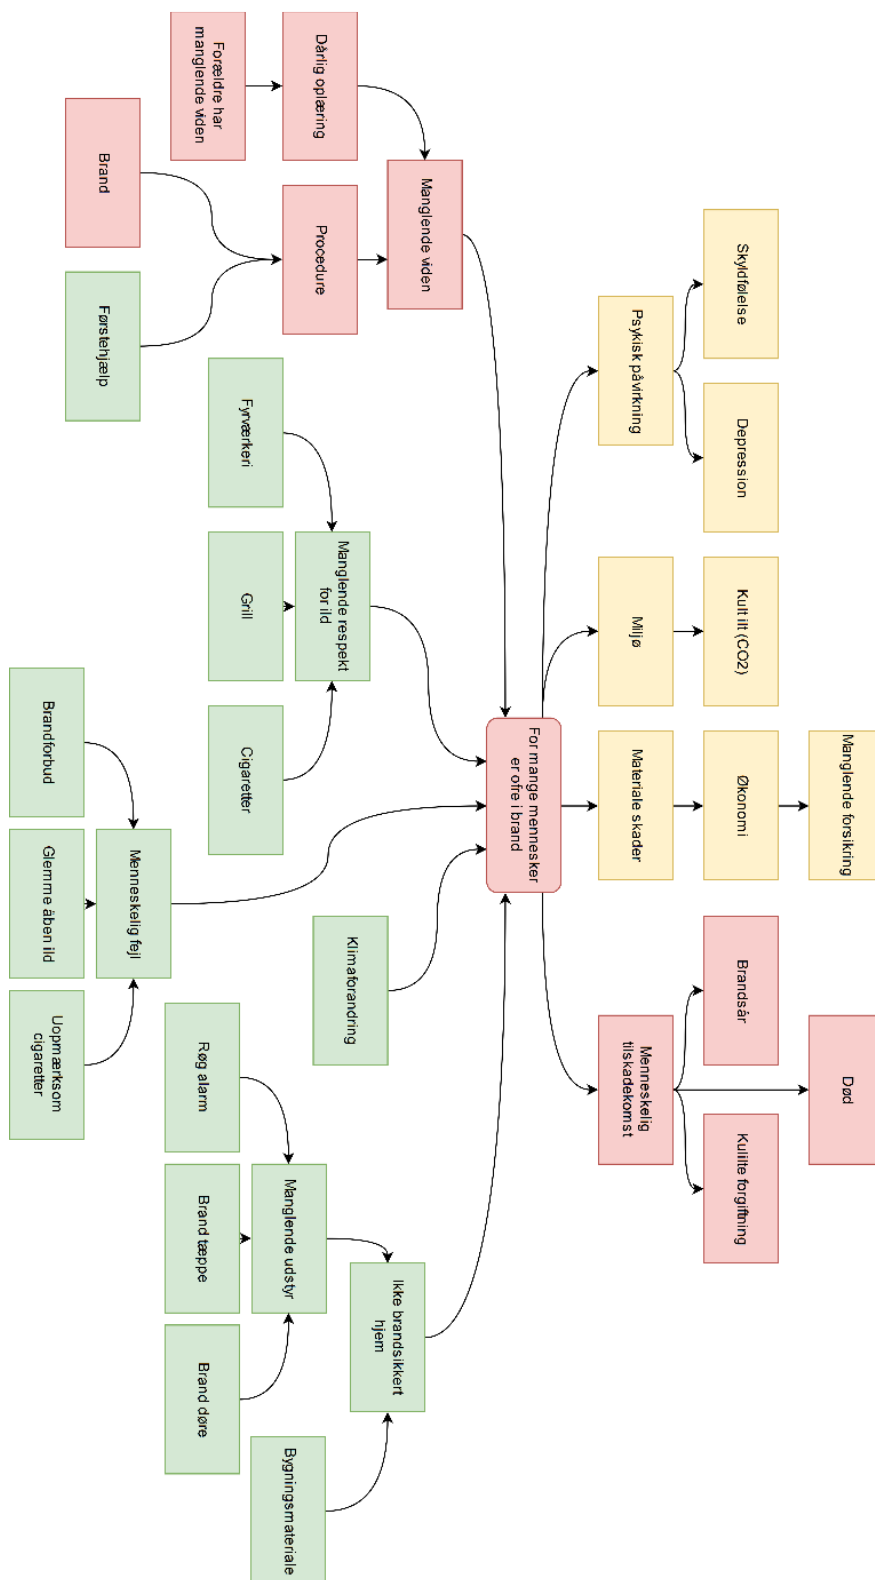 Manglende forsikring
Død
Skyldfølelse
Depression
Kult ilt (CO2)
Økonomi
Brandsår
Kulilte forgiftning
Psykisk påvirkning
Miljø
Materiale skader
Menneskelig
tilskadekomst
For mange mennesker
er ofre i brand
Manglende viden
Ikke brandsikkert
hjem
Klimaforandring
Dårlig oplæring
Procedure
Manglende respekt
for ild
Manglende udstyr
Bygningsmateriale
Forældre har
manglende viden
Fyrværkeri
Grill
Cigaretter
Røg alarm
Brand tæppe
Brand døre
Brand
Førstehjælp
Menneskelig fejl
Brandforbud
Glemme åben ild
Uopmærksom
cigaretter